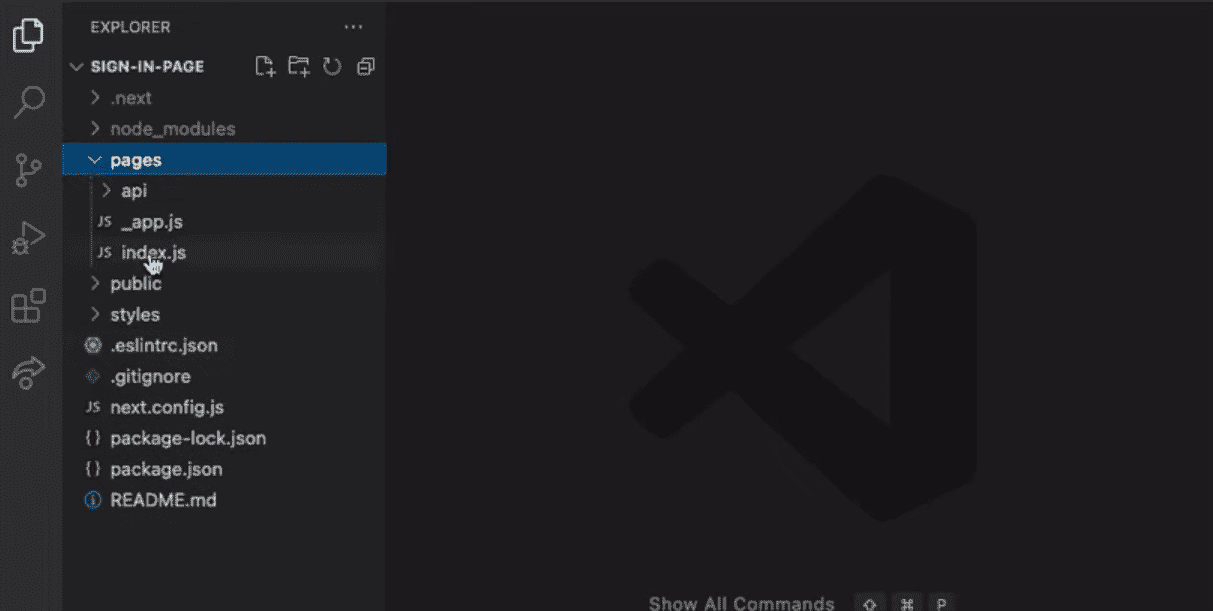 EXPLORER
SIGN-IN-PAGE
.next
node_modules
pages
api
JS _app.js
JS index.js
public
styles
.eslintrc.json
.gitignore
JS next.config.js
{} package-lock.json
{} package.json
README.md
Show All Commands ⇧ ⌘ P